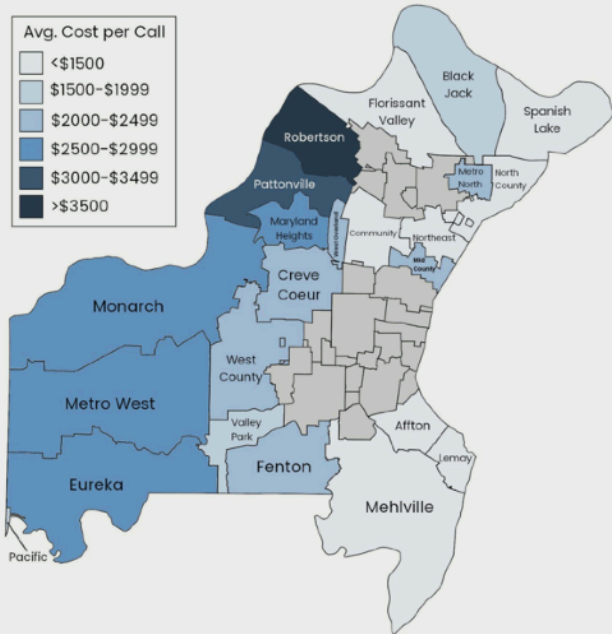 Avg. Cost per Call
<$1500
$1500-$1999
$2000-$2499
$2500-$2999
$3000-$3499
>$3500
Black
Jack
Florissant
Valley
Spanish
Lake
Robertson
Metro
North
North
County
Pattonville
Maryland
Heights
West Overland
Community
Northeast
Mid
County
Creve
Coeur
Monarch
West
County
Metro West
Valley
Park
Affton
Lemay
Fenton
Eureka
Mehlville
Pacific